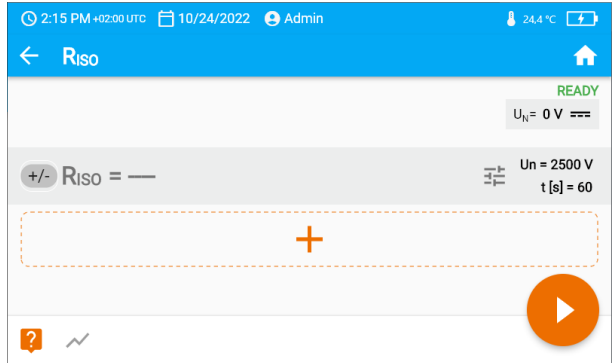 2:15 PM +02:00 UTC 10/24/2022 Admin 24,4 °C
RISO
READY
UN= 0 V
+/- RISO = ––
Un = 2500 V
t [s] = 60
+
?